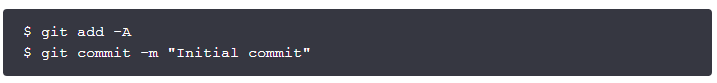 $ git add -A
$ git commit -m "Initial commit"